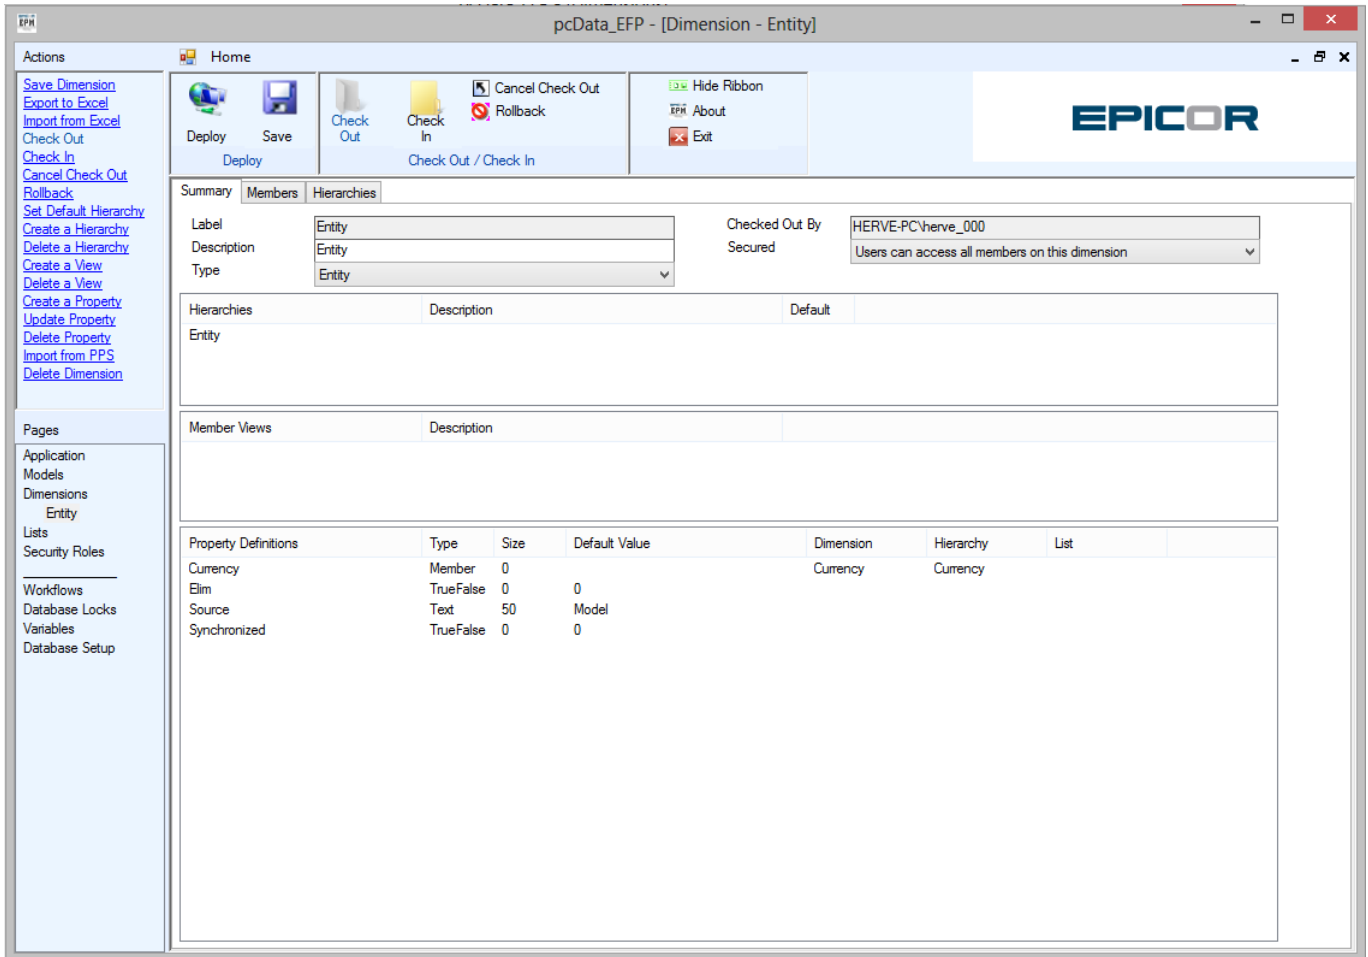 EPM
pcData_EFP - [Dimension - Entity]
Actions
Home
Save Dimension
Export to Excel
Import from Excel
Check Out
Check In
Cancel Check Out
Rollback
Set Default Hierarchy
Create a Hierarchy
Delete a Hierarchy
Create a View
Delete a View
Create a Property
Update Property
Delete Property
Import from PPS
Delete Dimension
Deploy
Save
Deploy
Check Out
Check In
Cancel Check Out
Rollback
Check Out / Check In
Hide Ribbon
EPM About
Exit
EPICOR
Summary Members Hierarchies
Label Entity Checked Out By HERVE-PC\herve_000
Description Entity Secured Users can access all members on this dimension
Type Entity
Hierarchies Description Default
Entity
Member Views Description
Property Definitions Type Size Default Value Dimension Hierarchy List
Currency Member 0 Currency Currency
Elim TrueFalse 0 0
Source Text 50 Model
Synchronized TrueFalse 0 0
Pages
Application
Models
Dimensions
Entity
Lists
Security Roles
Workflows
Database Locks
Variables
Database Setup